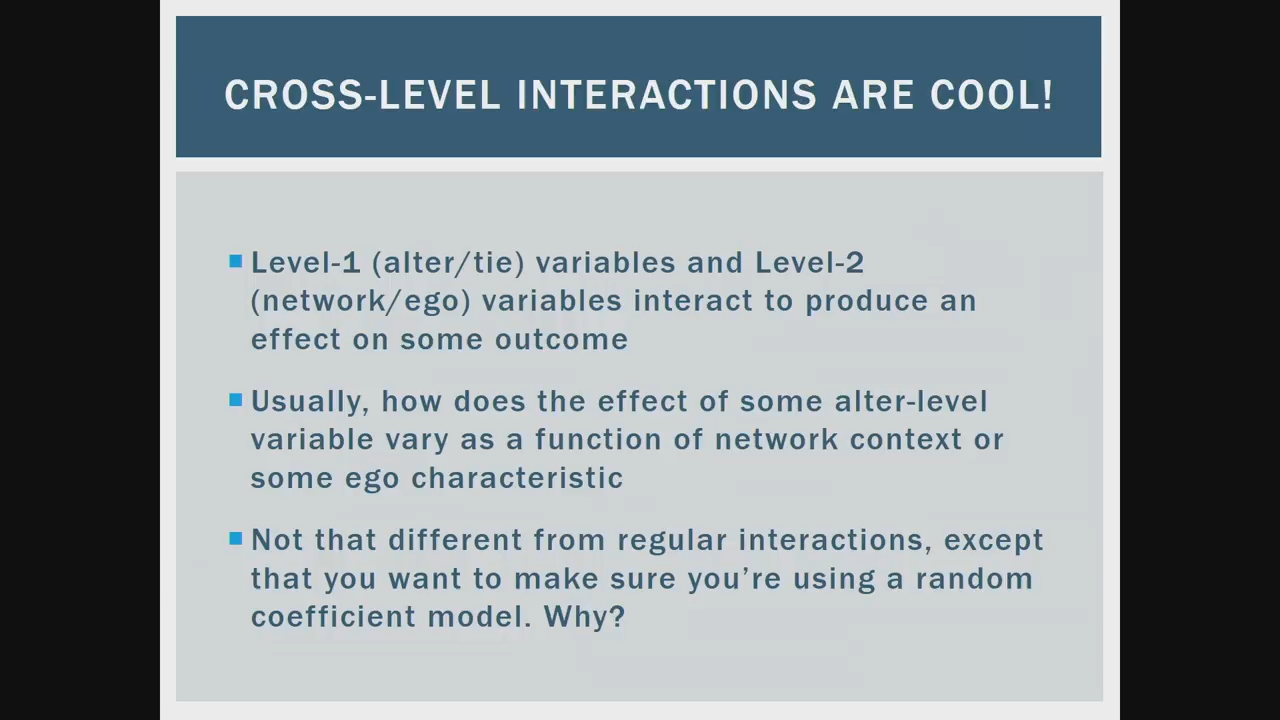 CROSS-LEVEL INTERACTIONS ARE COOL!
Level-1 (alter/tie) variables and Level-2
(network/ego) variables interact to produce an
effect on some outcome
Usually, how does the effect of some alter-level
variable vary as a function of network context or
some ego characteristic
Not that different from regular interactions, except
that you want to make sure you’re using a random
coefficient model. Why?